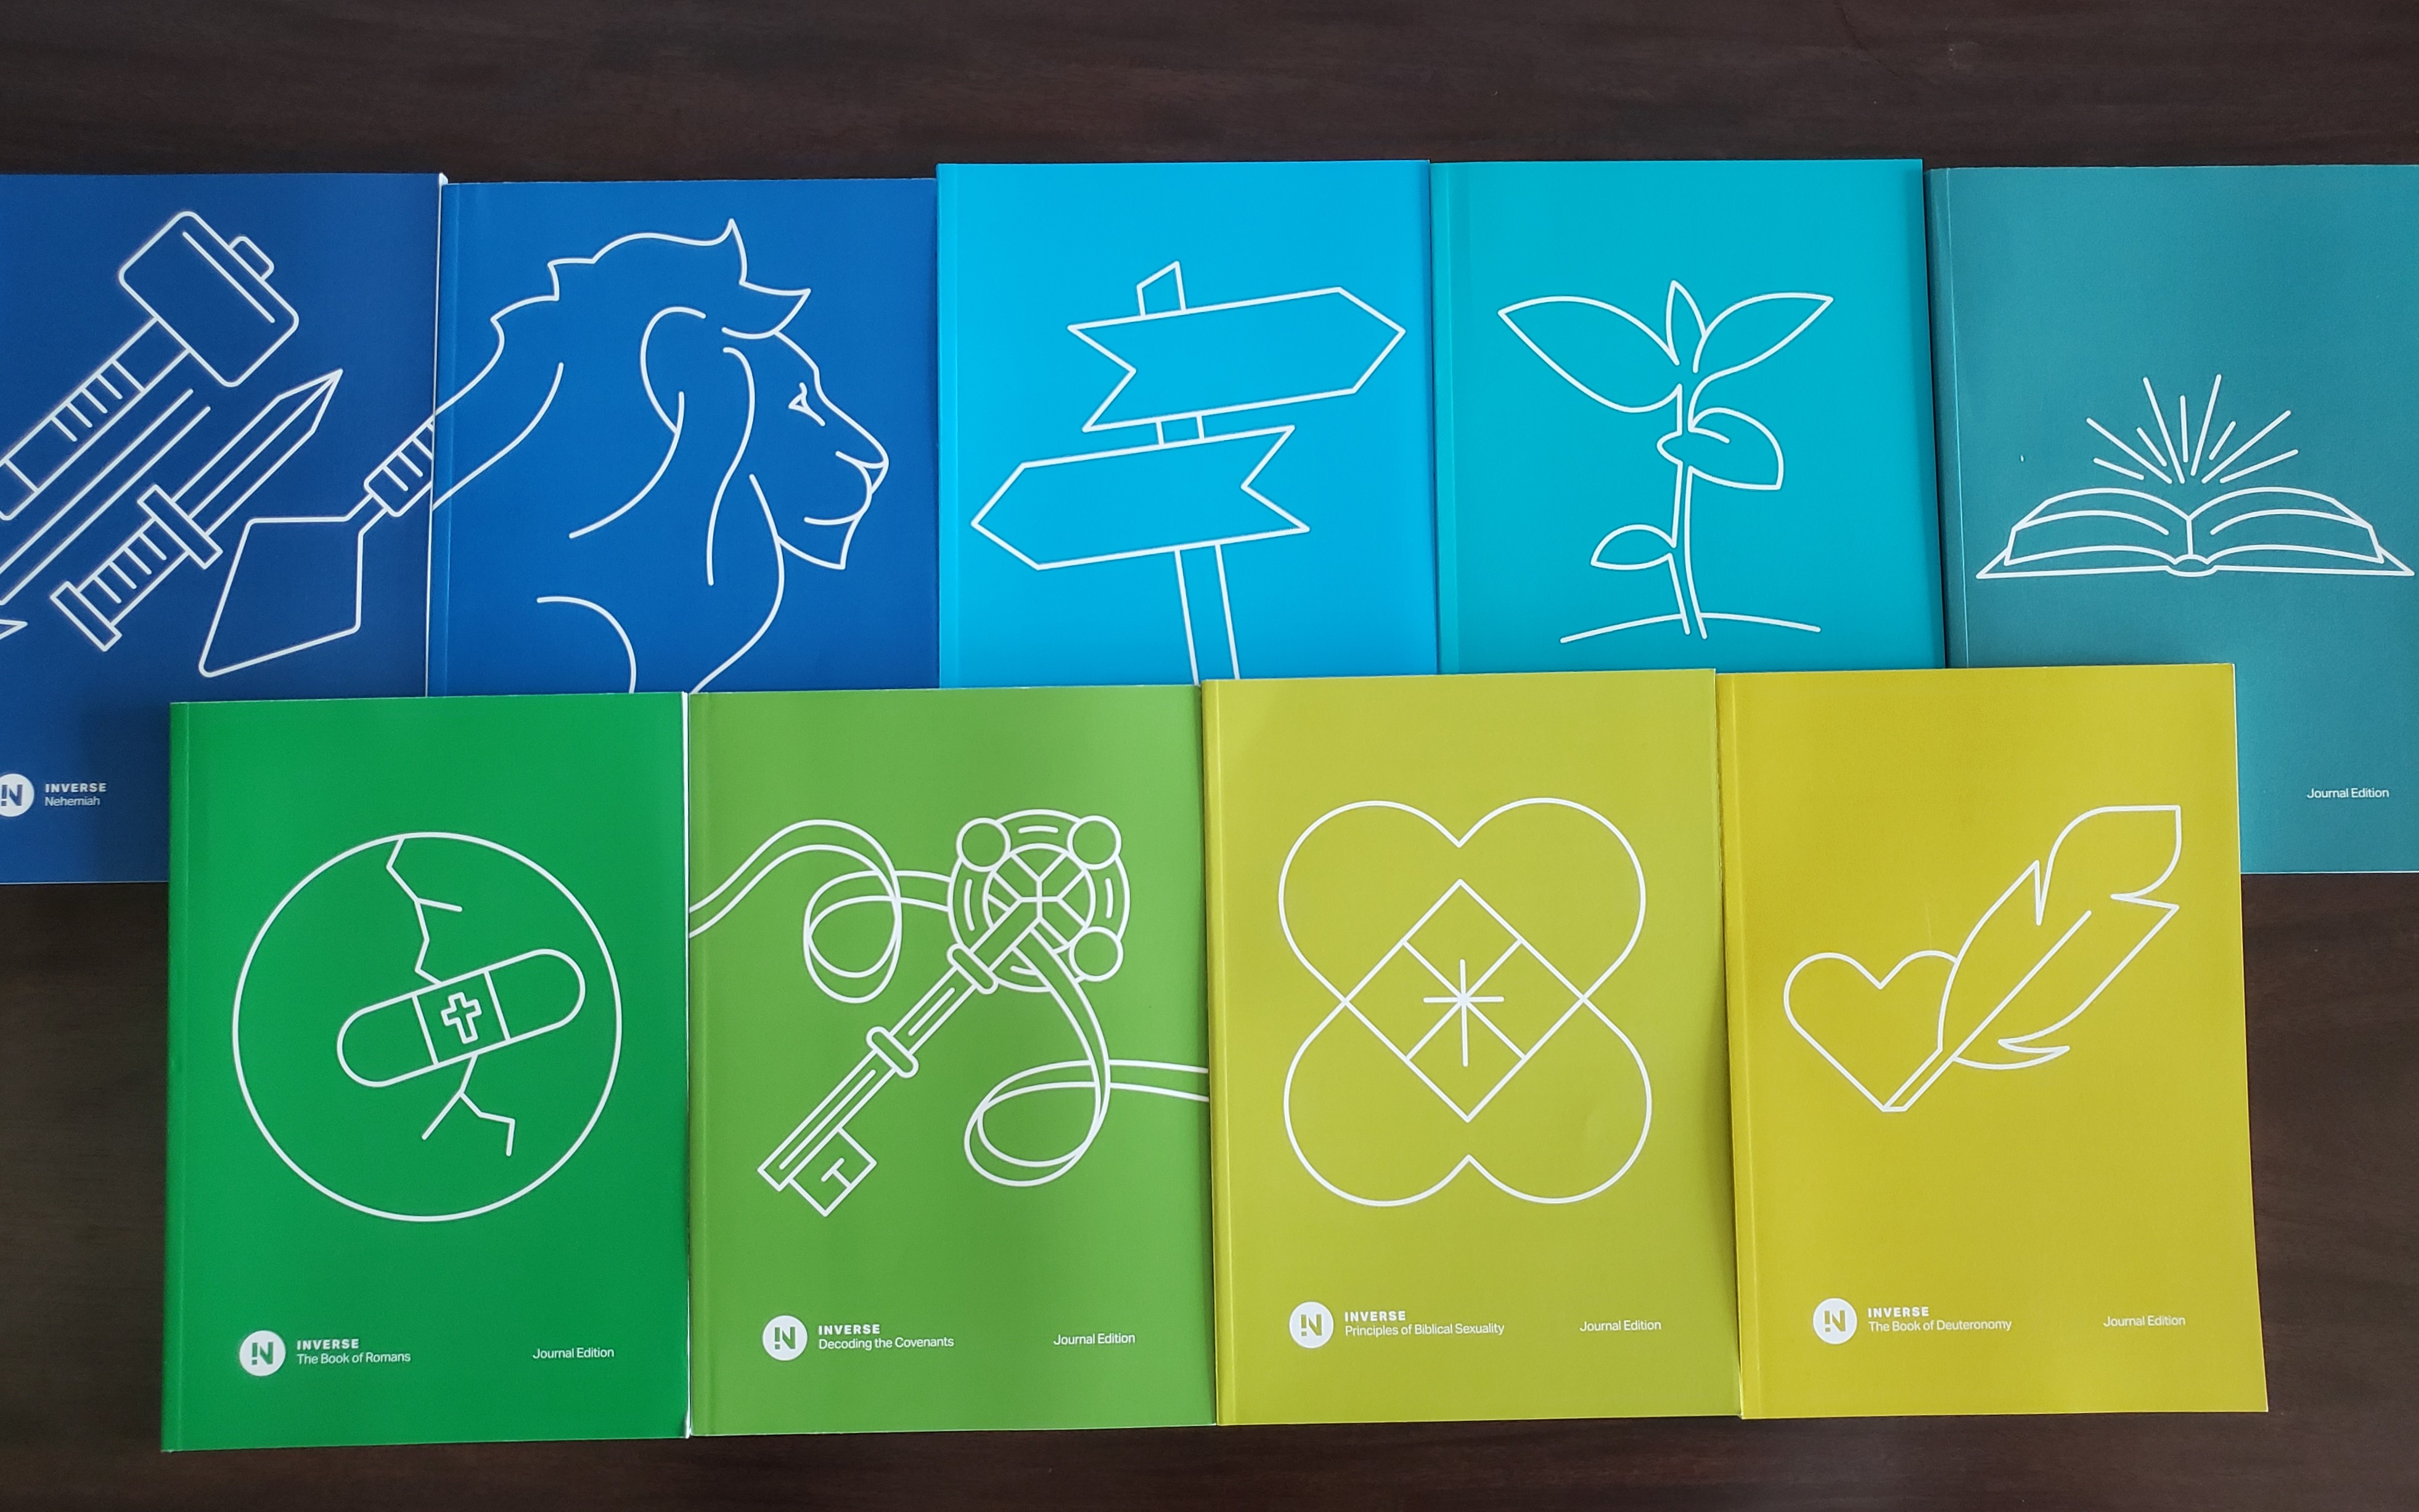 INVERSE
Nehemiah
Journal Edition
INVERSE
The Book of Romans
Journal Edition
INVERSE
Decoding the Covenants
Journal Edition
INVERSE
Principles of Biblical Sexuality
Journal Edition
INVERSE
The Book of Deuteronomy
Journal Edition